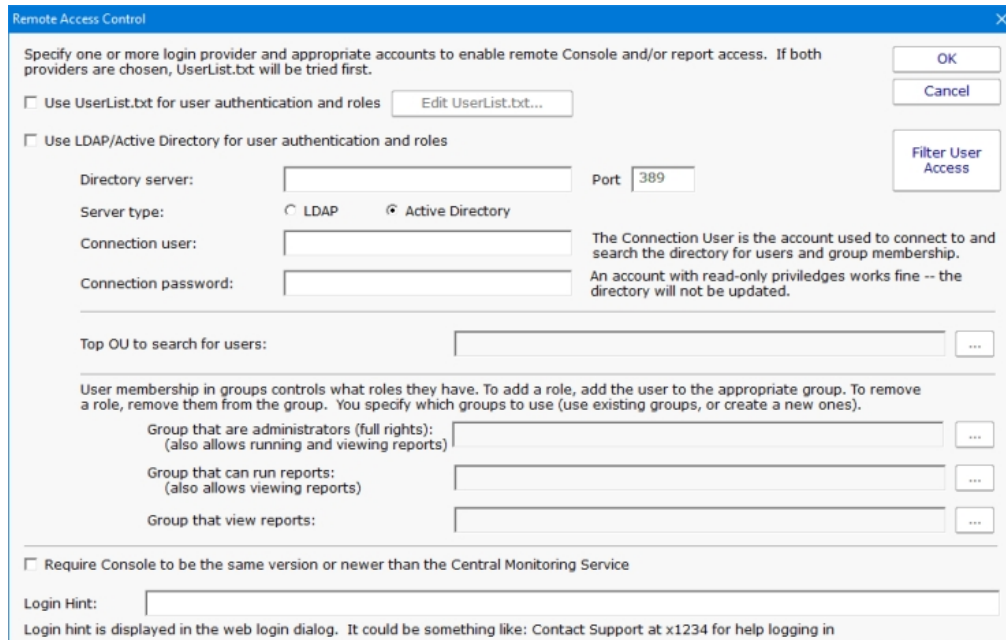 Remote Access Control
Specify one or more login provider and appropriate accounts to enable remote Console and/or report access. If both
providers are chosen, UserList.txt will be tried first.
OK
Cancel
Use UserList.txt for user authentication and roles
Edit UserList.txt...
Use LDAP/Active Directory for user authentication and roles
Filter User
Access
Directory server:
Port 389
Server type:
LDAP
Active Directory
Connection user:
The Connection User is the account used to connect to and
search the directory for users and group membership.
Connection password:
An account with read-only priviledges works fine -- the
directory will not be updated.
Top OU to search for users:
...
User membership in groups controls what roles they have. To add a role, add the user to the appropriate group. To remove
a role, remove them from the group. You specify which groups to use (use existing groups, or create a new ones).
Group that are administrators (full rights):
(also allows running and viewing reports)
...
Group that can run reports:
(also allows viewing reports)
...
Group that view reports:
...
Require Console to be the same version or newer than the Central Monitoring Service
Login Hint:
Login hint is displayed in the web login dialog. It could be something like: Contact Support at x1234 for help logging in